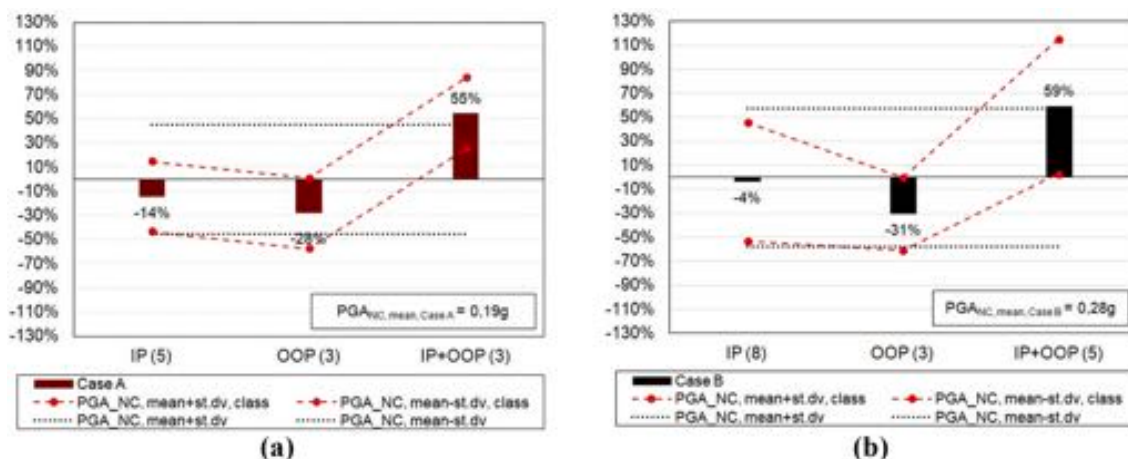 130%
110%
90%
70%
50%
30%
10%
-10%
-30%
-50%
-70%
-90%
-110%
-130%
55%
-14%
-28%
PGANC, mean, Case A = 0,19g
IP (5) OOP (3) IP+OOP (3)
Case A
PGA_NC, mean+st.dv, class PGA_NC, mean-st.dv, class
PGA_NC, mean+st.dv PGA_NC, mean-st.dv
(a)
130%
110%
90%
70%
50%
30%
10%
-10%
-30%
-50%
-70%
-90%
-110%
-130%
59%
-4%
-31%
PGANC, mean, Case B = 0,28g
IP (8) OOP (3) IP+OOP (5)
Case B
PGA_NC, mean+st.dv, class PGA_NC, mean-st.dv, class
PGA_NC, mean+st.dv PGA_NC, mean-st.dv
(b)